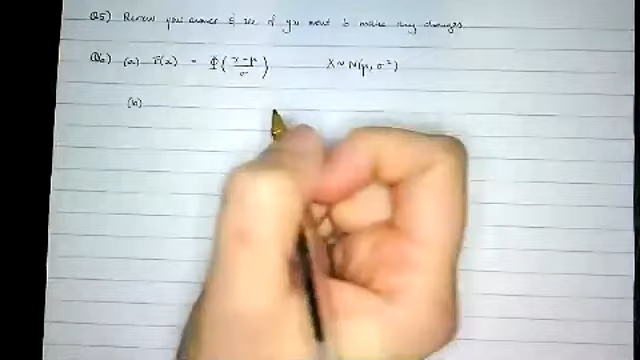 Q5) Review your answer & see if you want to make any changes.
Q6) (a) F(x) = Φ((x-μ)/σ) X ~ N(μ, σ²)
(b)